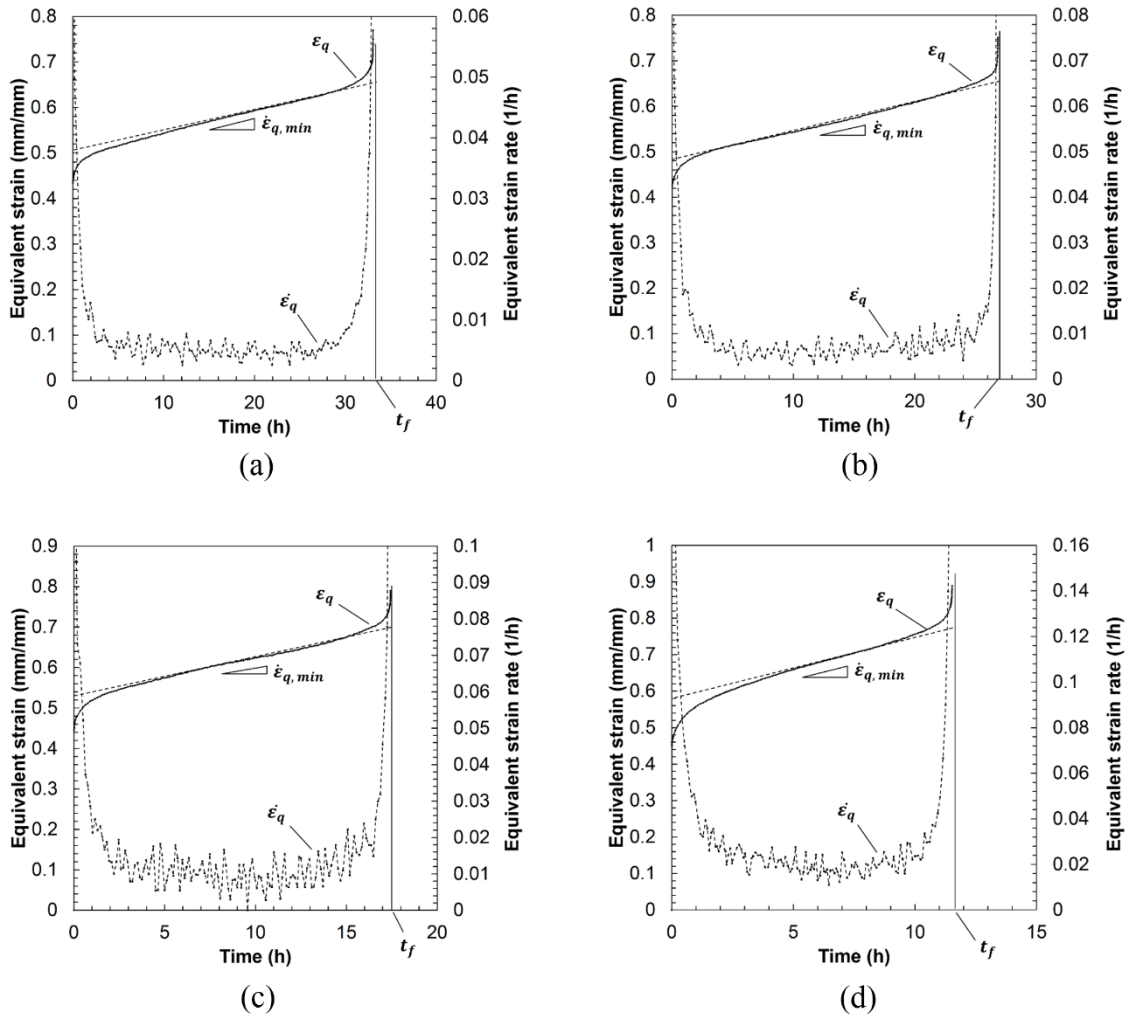 0.8
0.7
0.6
0.5
0.4
0.3
0.2
0.1
0
Equivalent strain (mm/mm)
0.06
0.05
0.04
0.03
0.02
0.01
0
Equivalent strain rate (1/h)
ε_q
ε̇_q,min
ε̇_q
0 10 20 30 40
Time (h)
t_f
(a)
0.8
0.7
0.6
0.5
0.4
0.3
0.2
0.1
0
Equivalent strain (mm/mm)
0.08
0.07
0.06
0.05
0.04
0.03
0.02
0.01
0
Equivalent strain rate (1/h)
ε_q
ε̇_q,min
ε̇_q
0 10 20 30
Time (h)
t_f
(b)
0.9
0.8
0.7
0.6
0.5
0.4
0.3
0.2
0.1
0
Equivalent strain (mm/mm)
0.1
0.09
0.08
0.07
0.06
0.05
0.04
0.03
0.02
0.01
0
Equivalent strain rate (1/h)
ε_q
ε̇_q,min
ε̇_q
0 5 10 15 20
Time (h)
t_f
(c)
1
0.9
0.8
0.7
0.6
0.5
0.4
0.3
0.2
0.1
0
Equivalent strain (mm/mm)
0.16
0.14
0.12
0.1
0.08
0.06
0.04
0.02
0
Equivalent strain rate (1/h)
ε_q
ε̇_q,min
ε̇_q
0 5 10 15
Time (h)
t_f
(d)